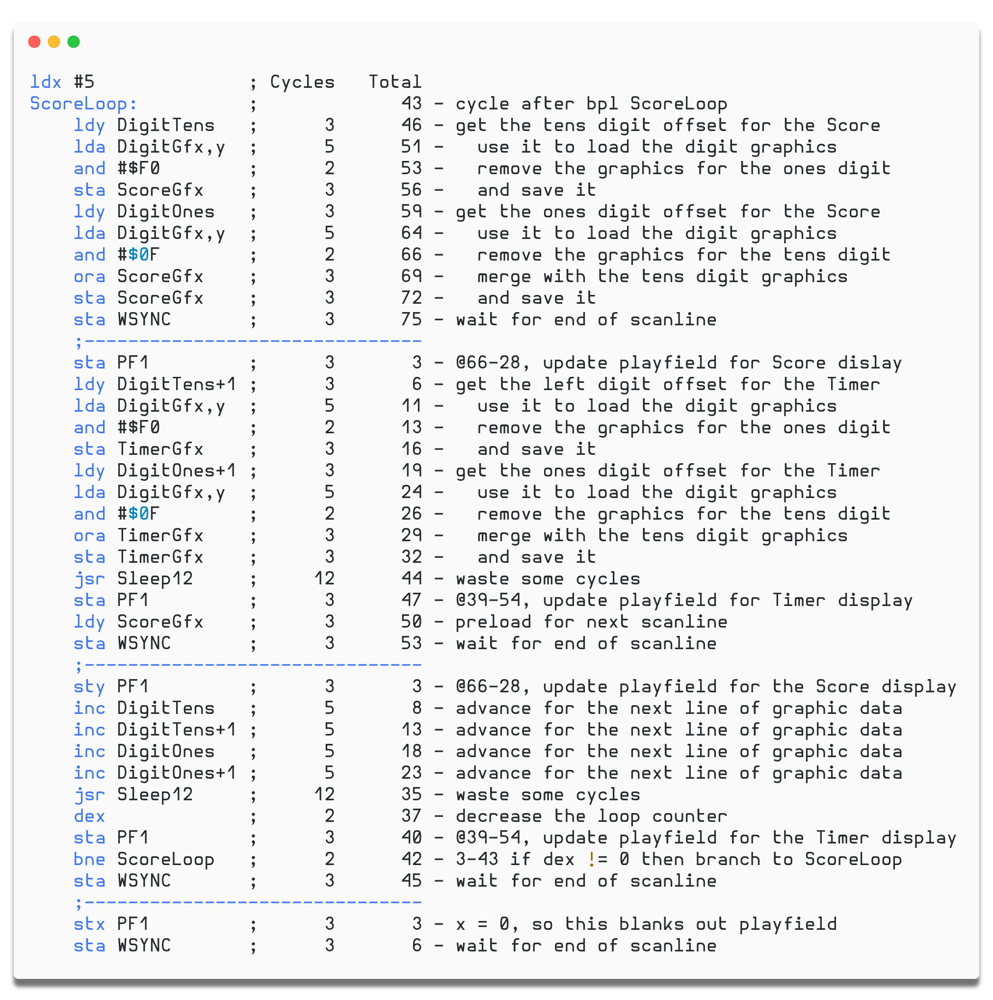 ldx #5               ; Cycles   Total
ScoreLoop:           ;             43 - cycle after bpl ScoreLoop
    ldy DigitTens    ;      3      46 - get the tens digit offset for the Score
    lda DigitGfx,y   ;      5      51 -   use it to load the digit graphics
    and #$F0         ;      2      53 -   remove the graphics for the ones digit
    sta ScoreGfx     ;      3      56 -   and save it
    ldy DigitOnes    ;      3      59 - get the ones digit offset for the Score
    lda DigitGfx,y   ;      5      64 -   use it to load the digit graphics
    and #$0F         ;      2      66 -   remove the graphics for the tens digit
    ora ScoreGfx     ;      3      69 -   merge with the tens digit graphics
    sta ScoreGfx     ;      3      72 -   and save it
    sta WSYNC        ;      3      75 - wait for end of scanline
    ;-------------------------------
    sta PF1          ;      3       3 - @66-28, update playfield for Score dislay
    ldy DigitTens+1  ;      3       6 - get the left digit offset for the Timer
    lda DigitGfx,y   ;      5      11 -   use it to load the digit graphics
    and #$F0         ;      2      13 -   remove the graphics for the ones digit
    sta TimerGfx     ;      3      16 -   and save it
    ldy DigitOnes+1  ;      3      19 - get the ones digit offset for the Timer
    lda DigitGfx,y   ;      5      24 -   use it to load the digit graphics
    and #$0F         ;      2      26 -   remove the graphics for the tens digit
    ora TimerGfx     ;      3      29 -   merge with the tens digit graphics
    sta TimerGfx     ;      3      32 -   and save it
    jsr Sleep12      ;     12      44 - waste some cycles
    sta PF1          ;      3      47 - @39-54, update playfield for Timer display
    ldy ScoreGfx     ;      3      50 - preload for next scanline
    sta WSYNC        ;      3      53 - wait for end of scanline
    ;-------------------------------
    sty PF1          ;      3       3 - @66-28, update playfield for the Score display
    inc DigitTens    ;      5       8 - advance for the next line of graphic data
    inc DigitTens+1  ;      5      13 - advance for the next line of graphic data
    inc DigitOnes    ;      5      18 - advance for the next line of graphic data
    inc DigitOnes+1  ;      5      23 - advance for the next line of graphic data
    jsr Sleep12      ;     12      35 - waste some cycles
    dex              ;      2      37 - decrease the loop counter
    sta PF1          ;      3      40 - @39-54, update playfield for the Timer display
    bne ScoreLoop    ;      2      42 - 3-43 if dex != 0 then branch to ScoreLoop
    sta WSYNC        ;      3      45 - wait for end of scanline
    ;-------------------------------
    stx PF1          ;      3       3 - x = 0, so this blanks out playfield
    sta WSYNC        ;      3       6 - wait for end of scanline